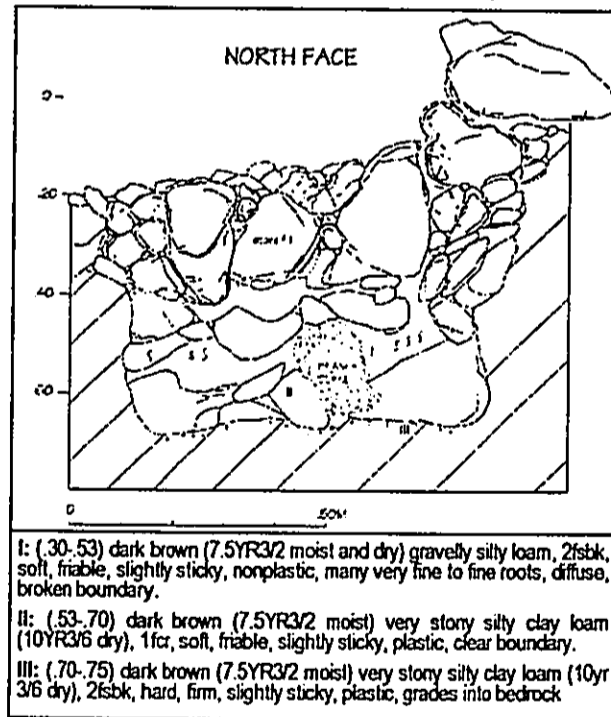 NORTH FACE
0
.20
.40
.60
I
II
III
0
.50M
I: (.30-.53) dark brown (7.5YR3/2 moist and dry) gravelly silty loam, 2fsbk,
soft, friable, slightly sticky, nonplastic, many very fine to fine roots, diffuse,
broken boundary.
II: (.53-.70) dark brown (7.5YR3/2 moist) very stony silty clay loam
(10YR3/6 dry), 1fcr, soft, friable, slightly sticky, plastic, clear boundary.
III: (.70-.75) dark brown (7.5YR3/2 moist) very stony silty clay loam (10yr
3/6 dry), 2fsbk, hard, firm, slightly sticky, plastic, grades into bedrock